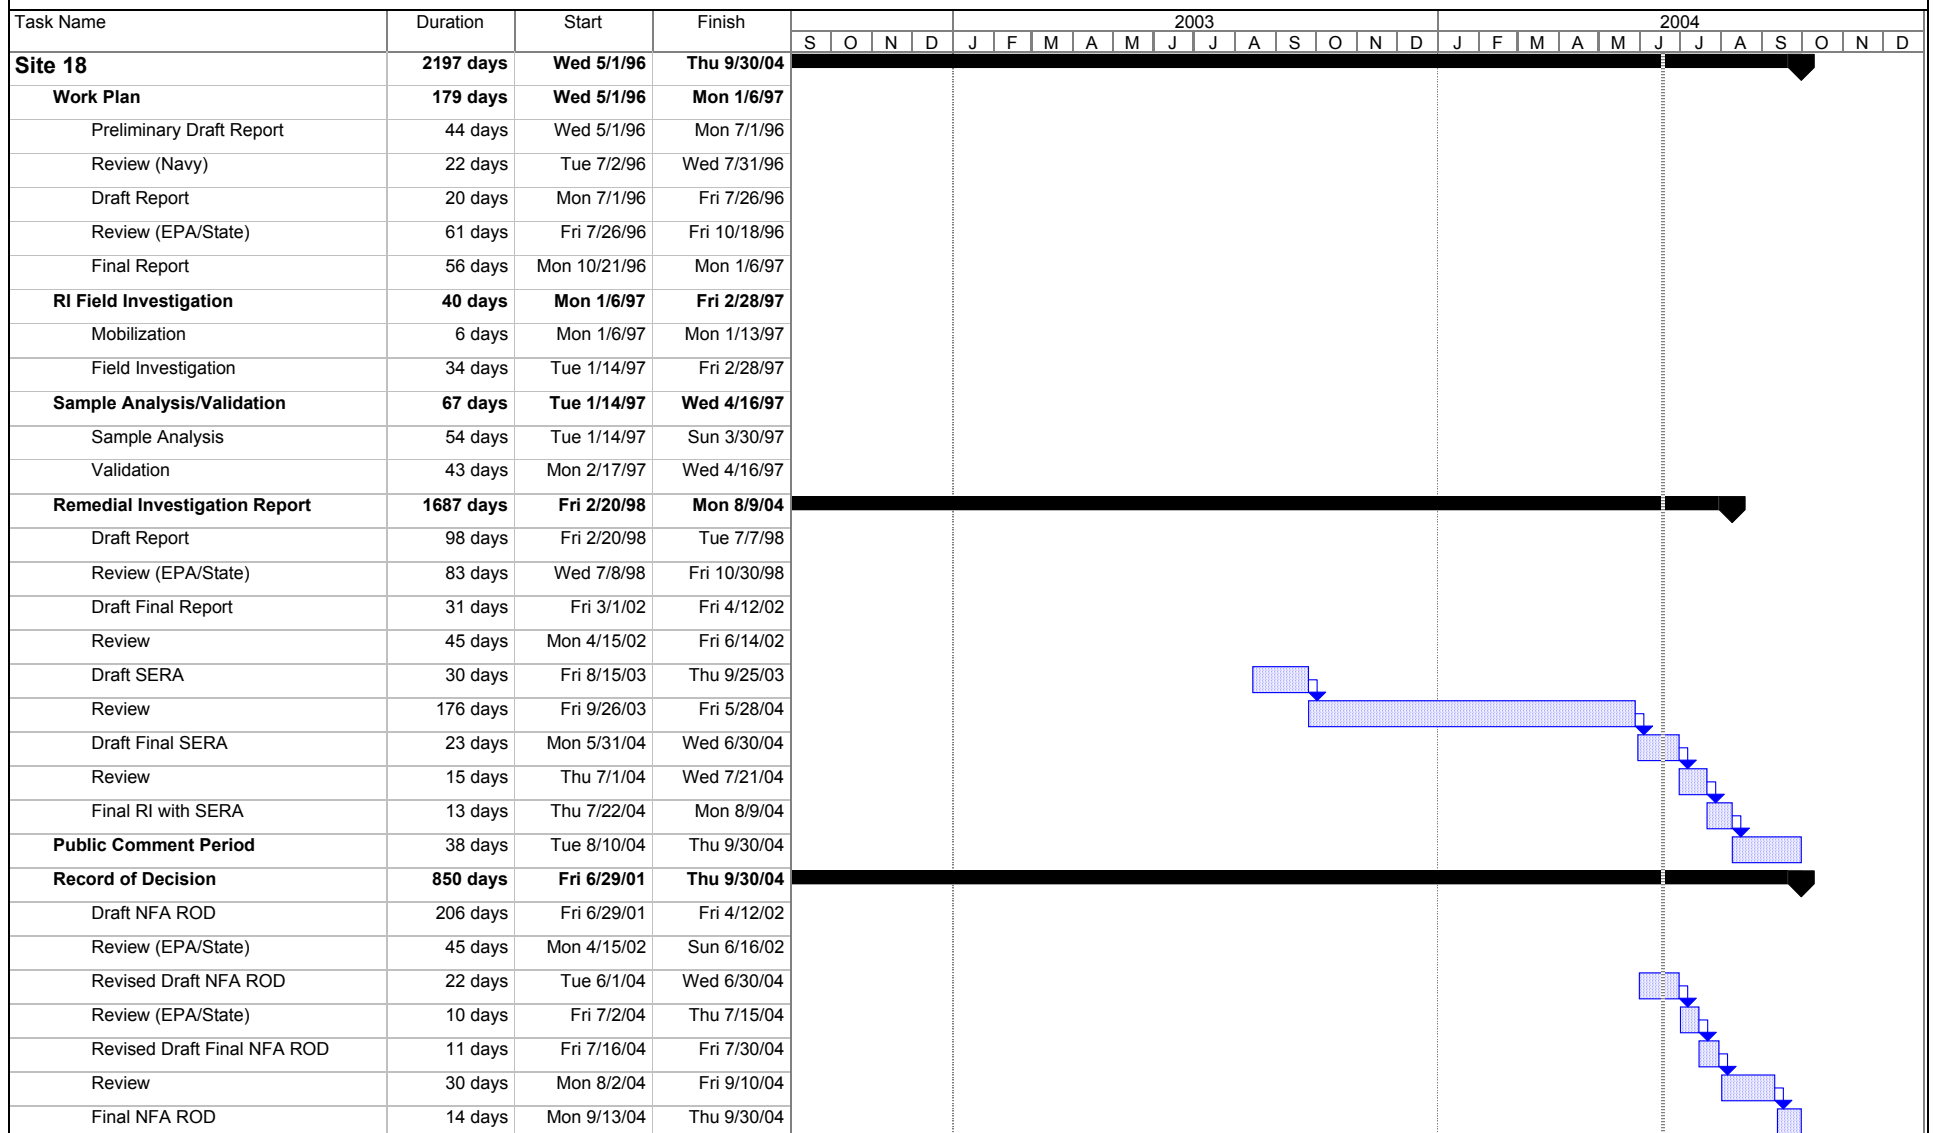 Task Name Duration Start Finish 2003 2004
S O N D J F M A M J J A S O N D J F M A M J J A S O N D
Site 18 2197 days Wed 5/1/96 Thu 9/30/04
Work Plan 179 days Wed 5/1/96 Mon 1/6/97
Preliminary Draft Report 44 days Wed 5/1/96 Mon 7/1/96
Review (Navy) 22 days Tue 7/2/96 Wed 7/31/96
Draft Report 20 days Mon 7/1/96 Fri 7/26/96
Review (EPA/State) 61 days Fri 7/26/96 Fri 10/18/96
Final Report 56 days Mon 10/21/96 Mon 1/6/97
RI Field Investigation 40 days Mon 1/6/97 Fri 2/28/97
Mobilization 6 days Mon 1/6/97 Mon 1/13/97
Field Investigation 34 days Tue 1/14/97 Fri 2/28/97
Sample Analysis/Validation 67 days Tue 1/14/97 Wed 4/16/97
Sample Analysis 54 days Tue 1/14/97 Sun 3/30/97
Validation 43 days Mon 2/17/97 Wed 4/16/97
Remedial Investigation Report 1687 days Fri 2/20/98 Mon 8/9/04
Draft Report 98 days Fri 2/20/98 Tue 7/7/98
Review (EPA/State) 83 days Wed 7/8/98 Fri 10/30/98
Draft Final Report 31 days Fri 3/1/02 Fri 4/12/02
Review 45 days Mon 4/15/02 Fri 6/14/02
Draft SERA 30 days Fri 8/15/03 Thu 9/25/03
Review 176 days Fri 9/26/03 Fri 5/28/04
Draft Final SERA 23 days Mon 5/31/04 Wed 6/30/04
Review 15 days Thu 7/1/04 Wed 7/21/04
Final RI with SERA 13 days Thu 7/22/04 Mon 8/9/04
Public Comment Period 38 days Tue 8/10/04 Thu 9/30/04
Record of Decision 850 days Fri 6/29/01 Thu 9/30/04
Draft NFA ROD 206 days Fri 6/29/01 Fri 4/12/02
Review (EPA/State) 45 days Mon 4/15/02 Sun 6/16/02
Revised Draft NFA ROD 22 days Tue 6/1/04 Wed 6/30/04
Review (EPA/State) 10 days Fri 7/2/04 Thu 7/15/04
Revised Draft Final NFA ROD 11 days Fri 7/16/04 Fri 7/30/04
Review 30 days Mon 8/2/04 Fri 9/10/04
Final NFA ROD 14 days Mon 9/13/04 Thu 9/30/04